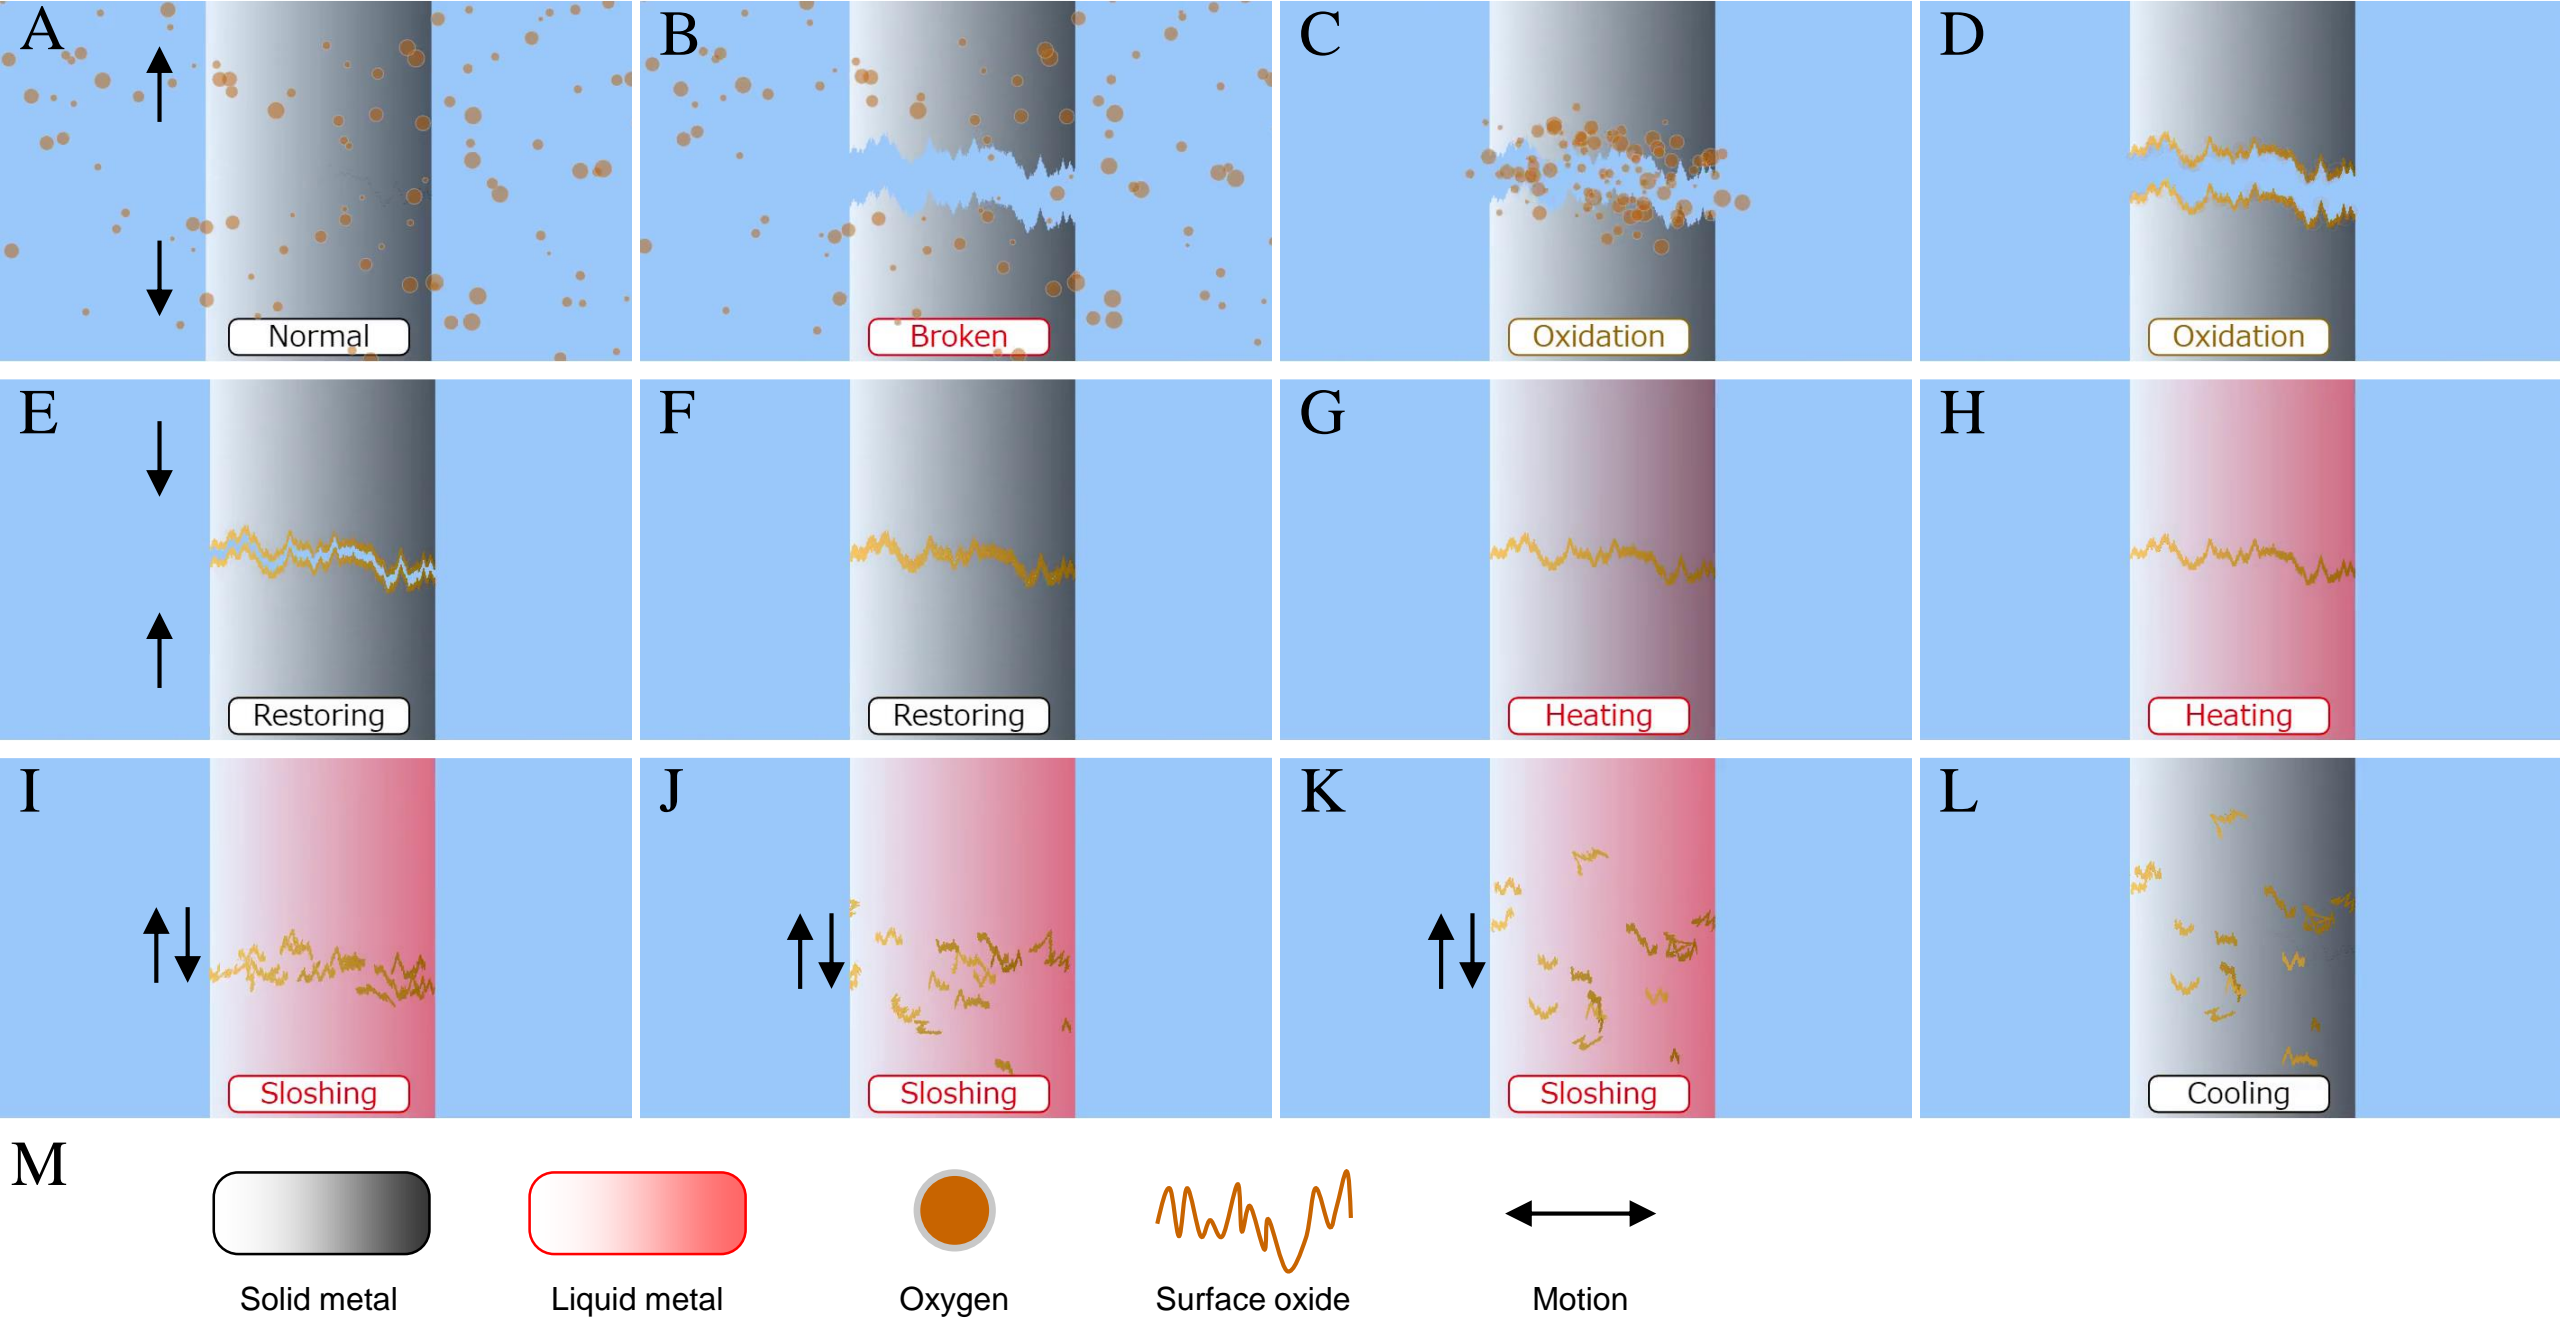 A
B
C
D
Normal
Broken
Oxidation
Oxidation
E
F
G
H
Restoring
Restoring
Heating
Heating
I
J
K
L
Sloshing
Sloshing
Sloshing
Cooling
M
Solid metal
Liquid metal
Oxygen
Surface oxide
Motion